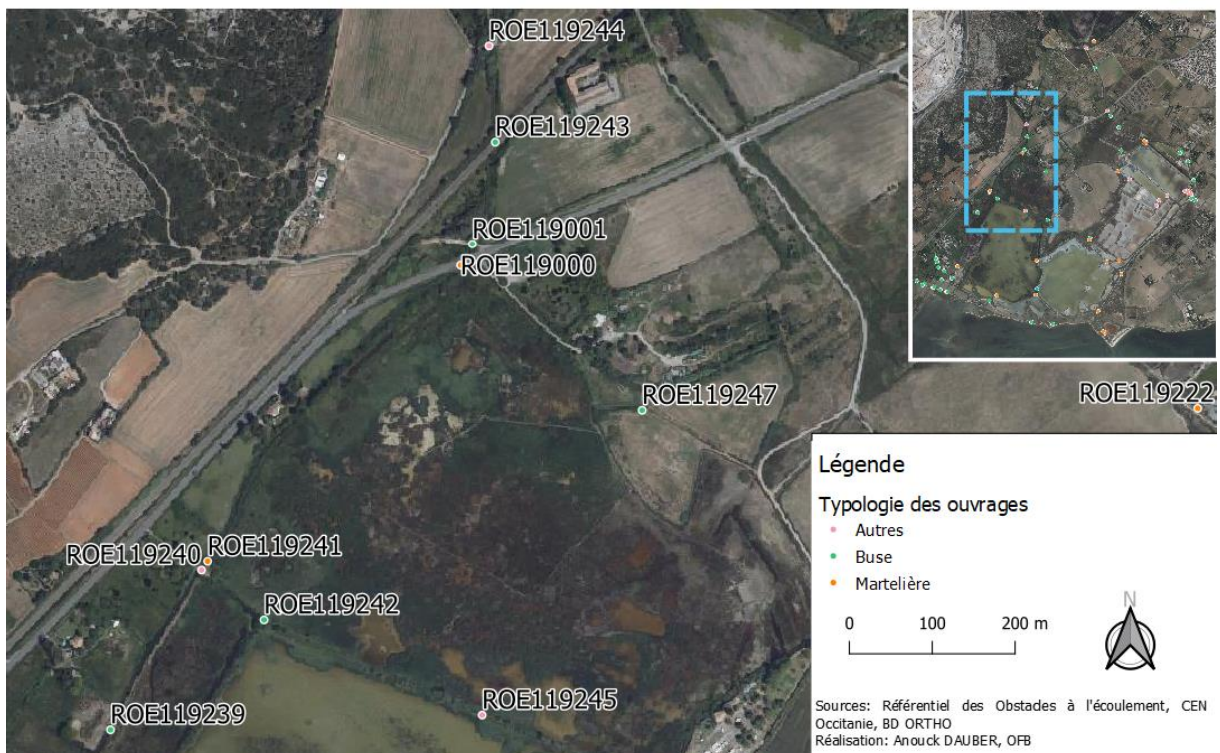 ROE119244
ROE119243
ROE119001
ROE119000
ROE119247
ROE119222
ROE119240
ROE119241
ROE119242
ROE119239
ROE119245
Légende
Typologie des ouvrages
Autres
Buse
Martelière
0 100 200 m
N
Sources: Référentiel des Obstacles à l'écoulement, CEN
Occitanie, BD ORTHO
Réalisation: Anouck DAUBER, OFB